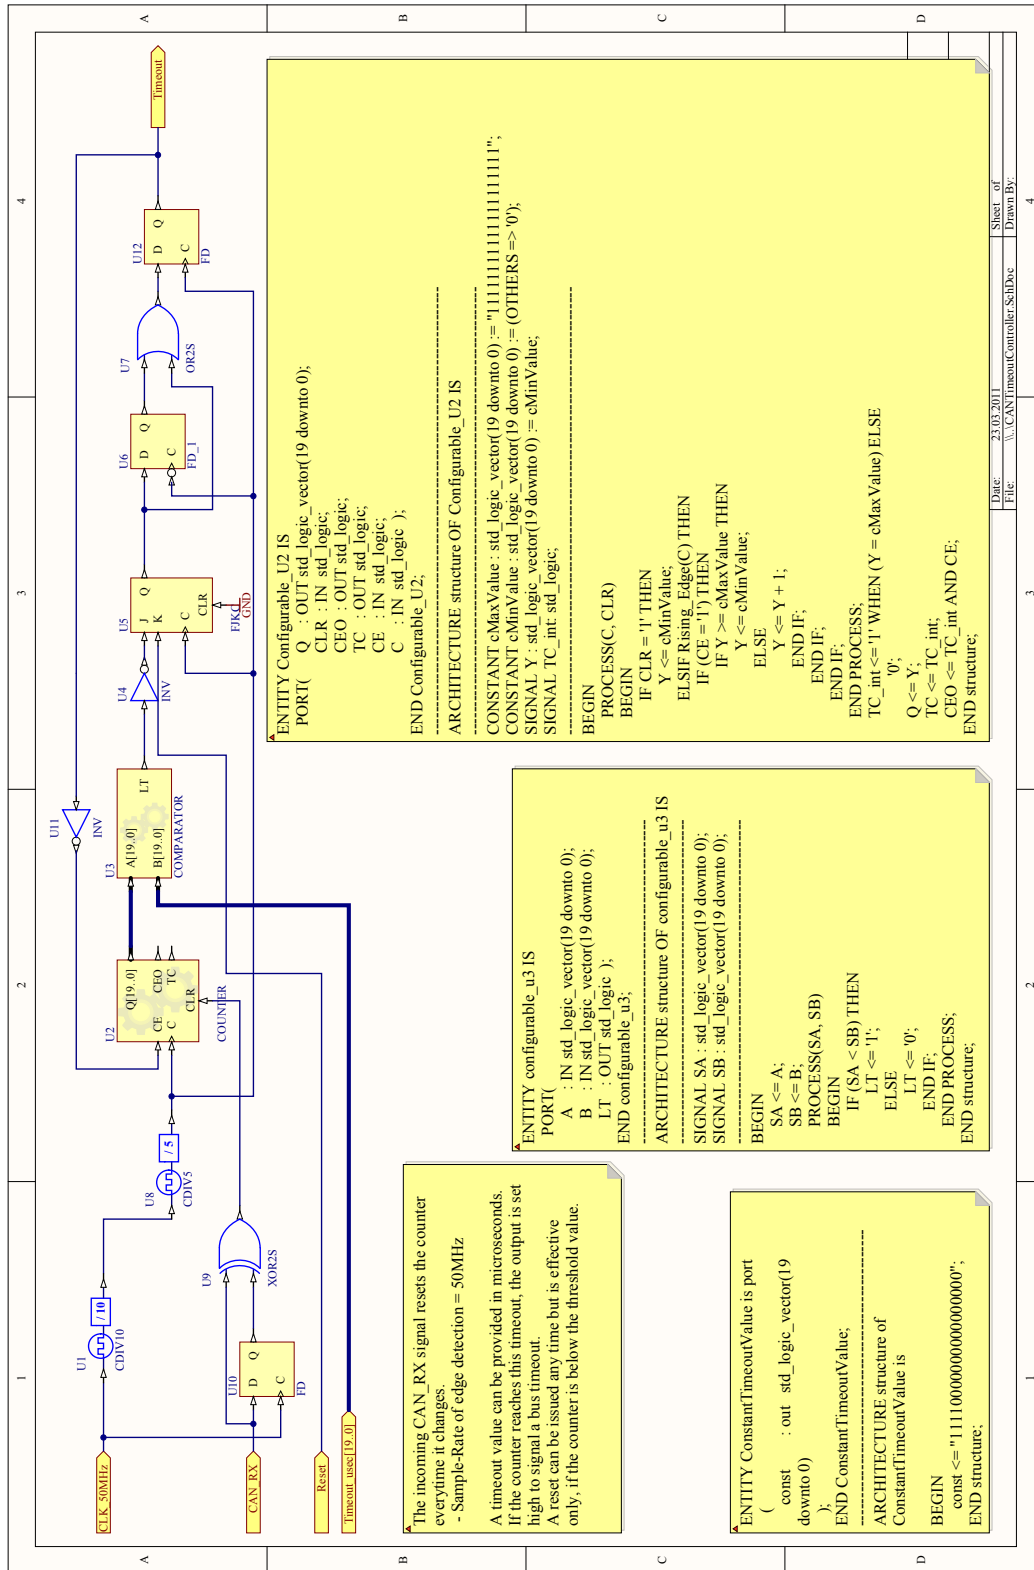 1
2
3
4
A
A
B
B
C
C
D
D
1
2
3
4
CLK_50MHz
CAN_RX
Reset
Timeout_usec[19..0]
U1
/ 10
CDIV10
U8
/ 5
CDIV5
U10
D Q
C
FD
U9
XOR2S
U2
Q[19..0]
CE CEO
C TC
CLR
COUNTER
U11
INV
U3
A[19..0]
LT
B[19..0]
COMPARATOR
U4
INV
U5
J Q
K
C
CLR
FJKC
GND
U6
D Q
C
FD_1
U7
OR2S
U12
D Q
C
FD
Timeout
The incoming CAN_RX signal resets the counter
everytime it changes.
- Sample-Rate of edge detection = 50MHz
A timeout value can be provided in microseconds.
If the counter reaches this timeout, the output is set
high to signal a bus timeout.
A reset can be issued any time but is effective
only, if the counter is below the threshold value.
ENTITY ConstantTimeoutValue is port
( const : out std_logic_vector(19
downto 0)
);
END ConstantTimeoutValue;
------------------------------------------------------------
ARCHITECTURE structure of
ConstantTimeoutValue is
BEGIN
const <= "11110000000000000000";
END structure;
ENTITY configurable_u3 IS
PORT(
A : IN std_logic_vector(19 downto 0);
B : IN std_logic_vector(19 downto 0);
LT : OUT std_logic );
END configurable_u3;
------------------------------------------------------------
ARCHITECTURE structure OF configurable_u3 IS
------------------------------------------------------------
SIGNAL SA : std_logic_vector(19 downto 0);
SIGNAL SB : std_logic_vector(19 downto 0);
------------------------------------------------------------
BEGIN
SA <= A;
SB <= B;
PROCESS(SA, SB)
BEGIN
IF (SA < SB) THEN
LT <= '1';
ELSE
LT <= '0';
END IF;
END PROCESS;
END structure;
ENTITY Configurable_U2 IS
PORT(
Q : OUT std_logic_vector(19 downto 0);
CLR : IN std_logic;
CEO : OUT std_logic;
TC : OUT std_logic;
CE : IN std_logic;
C : IN std_logic );
END Configurable_U2;
------------------------------------------------------------
ARCHITECTURE structure OF Configurable_U2 IS
------------------------------------------------------------
CONSTANT cMaxValue : std_logic_vector(19 downto 0) := "11111111111111111111";
CONSTANT cMinValue : std_logic_vector(19 downto 0) := (OTHERS => '0');
SIGNAL Y : std_logic_vector(19 downto 0) := cMinValue;
SIGNAL TC_int: std_logic;
------------------------------------------------------------
BEGIN
PROCESS(C, CLR)
BEGIN
IF CLR = '1' THEN
Y <= cMinValue;
ELSIF Rising_Edge(C) THEN
IF (CE = '1') THEN
IF Y >= cMaxValue THEN
Y <= cMinValue;
ELSE
Y <= Y + 1;
END IF;
END IF;
END IF;
END PROCESS;
TC_int <= '1' WHEN (Y = cMaxValue) ELSE
'0';
Q <= Y;
TC <= TC_int;
CEO <= TC_int AND CE;
END structure;
Date: 23.03.2011 Sheet of
File: \\..\CANTimeoutController.SchDoc Drawn By: